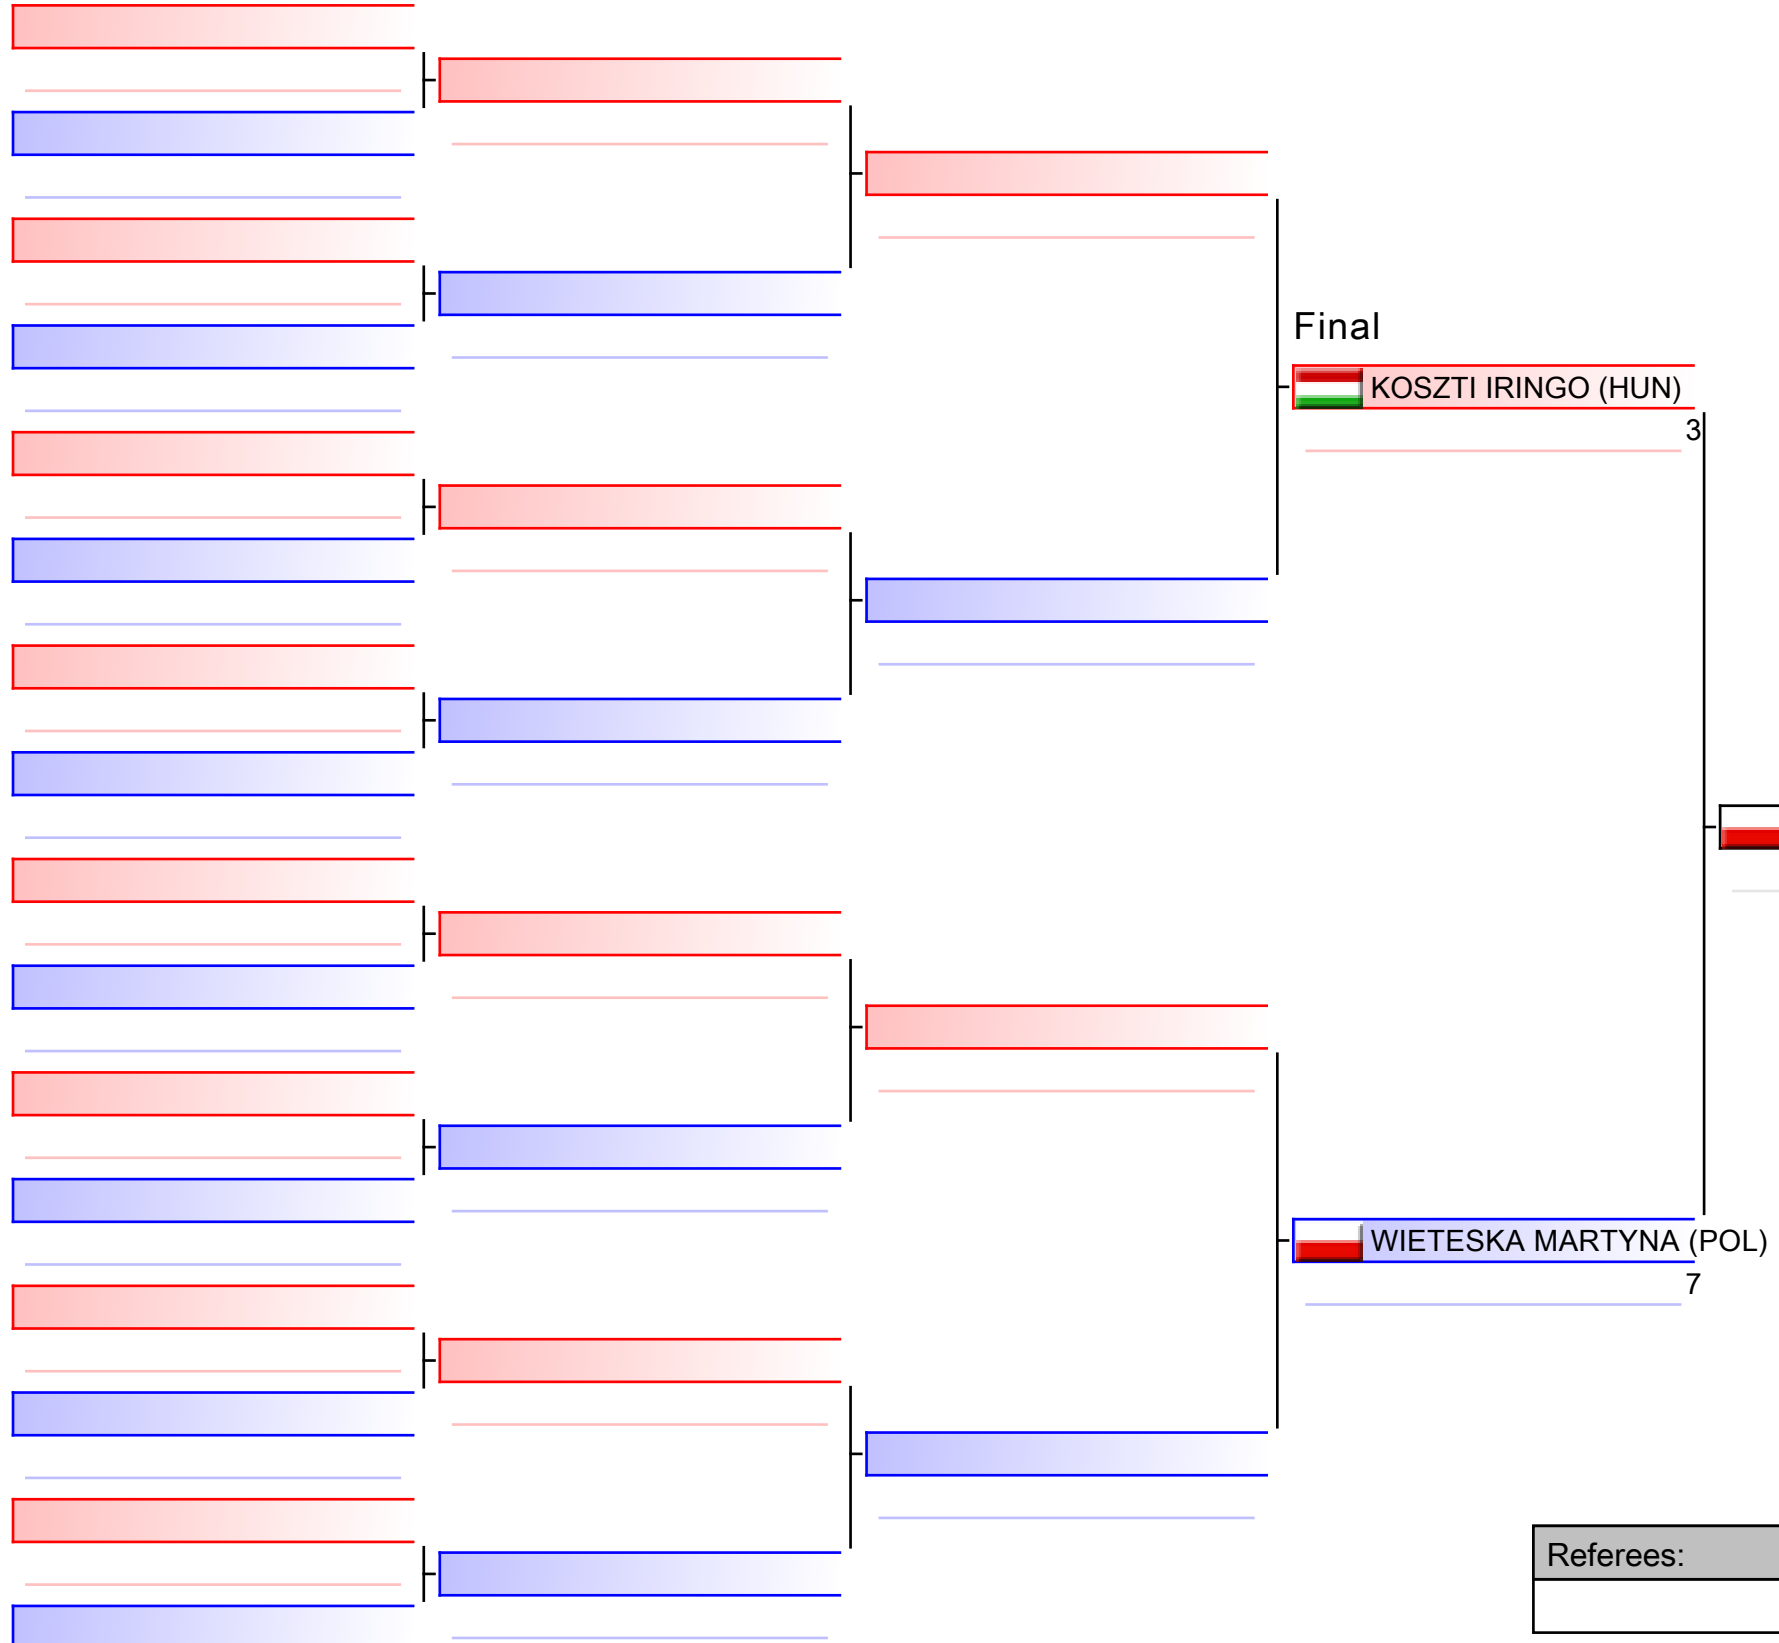 Final
KOSZTI IRINGO (HUN)
3
WIETESKA MARTYNA (POL)
7
Referees: